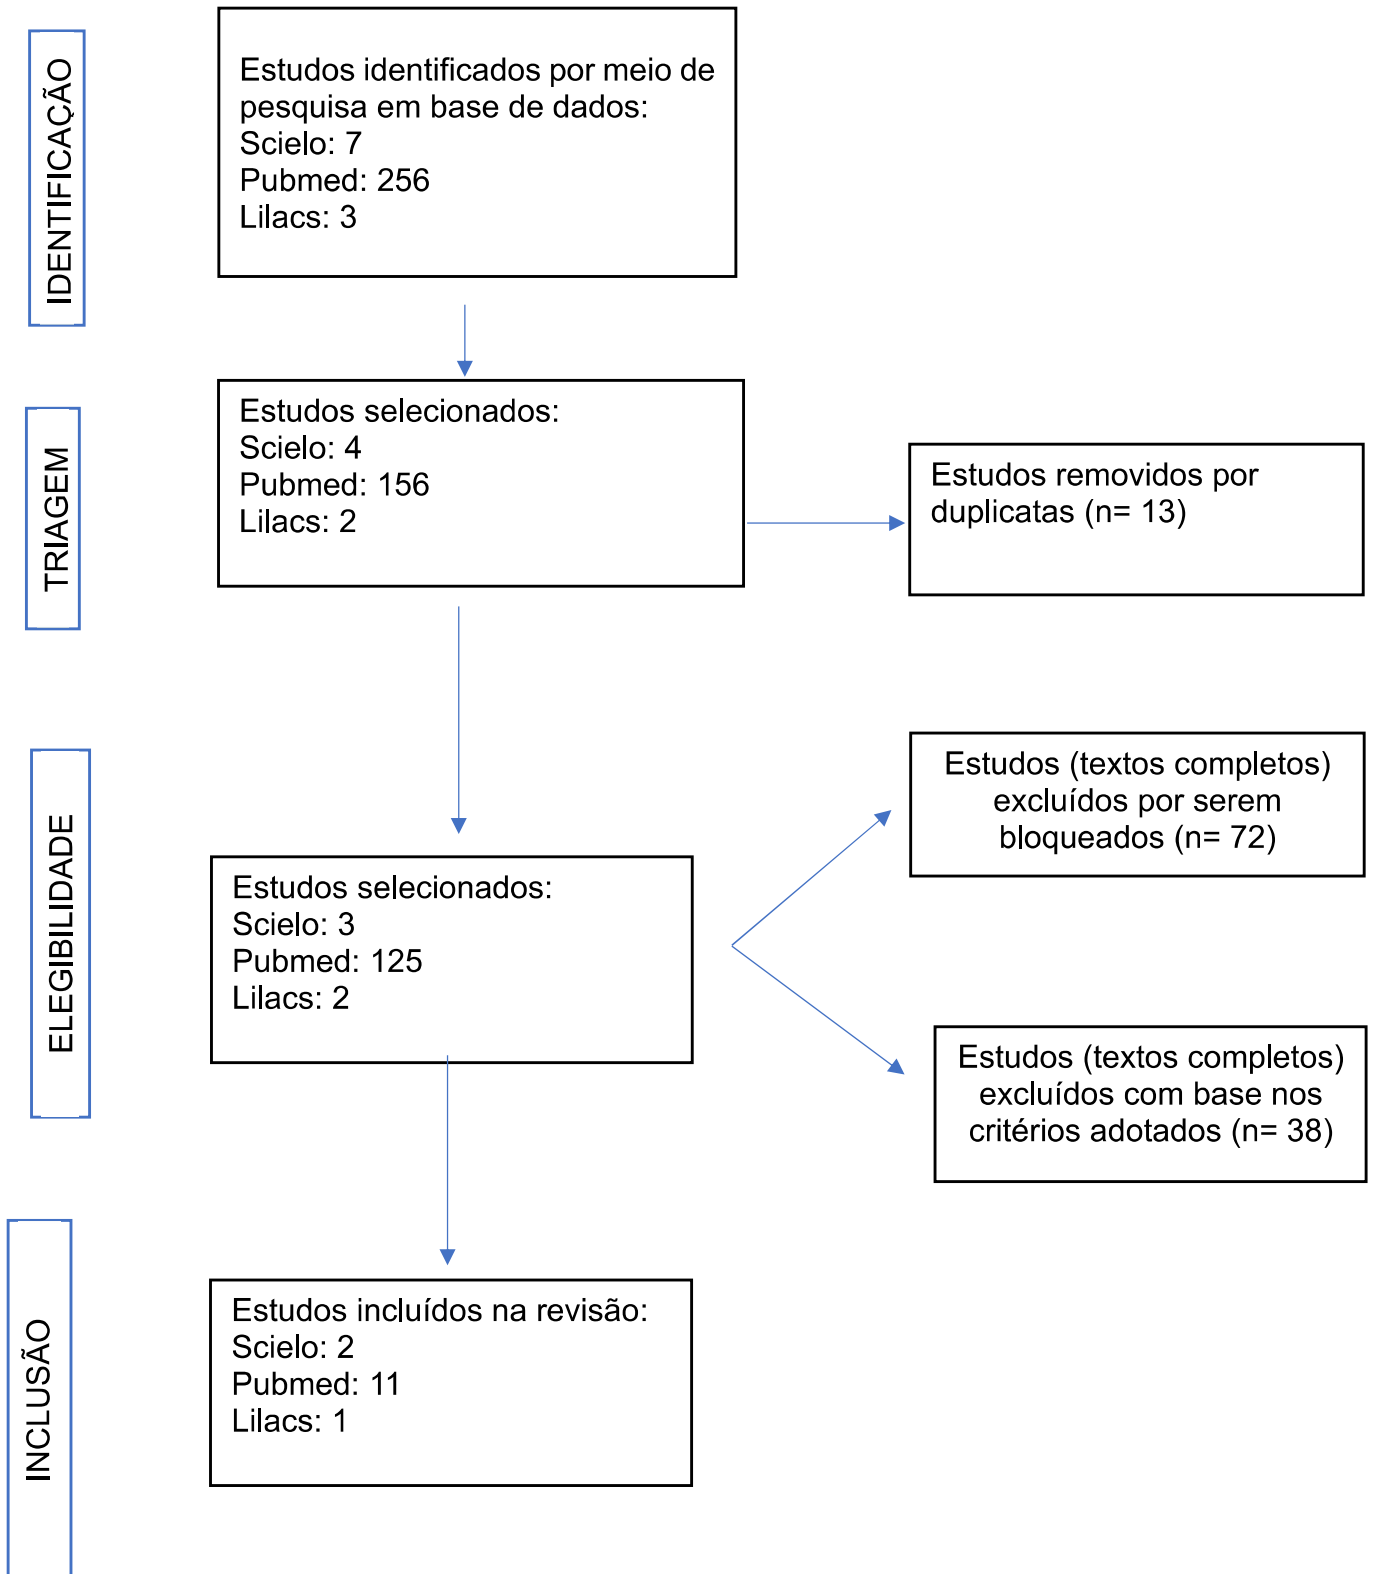 IDENTIFICAÇÃO
Estudos identificados por meio de
pesquisa em base de dados:
Scielo: 7
Pubmed: 256
Lilacs: 3
TRIAGEM
Estudos selecionados:
Scielo: 4
Pubmed: 156
Lilacs: 2
Estudos removidos por
duplicatas (n= 13)
ELEGIBILIDADE
Estudos selecionados:
Scielo: 3
Pubmed: 125
Lilacs: 2
Estudos (textos completos)
excluídos por serem
bloqueados (n= 72)
Estudos (textos completos)
excluídos com base nos
critérios adotados (n= 38)
INCLUSÃO
Estudos incluídos na revisão:
Scielo: 2
Pubmed: 11
Lilacs: 1